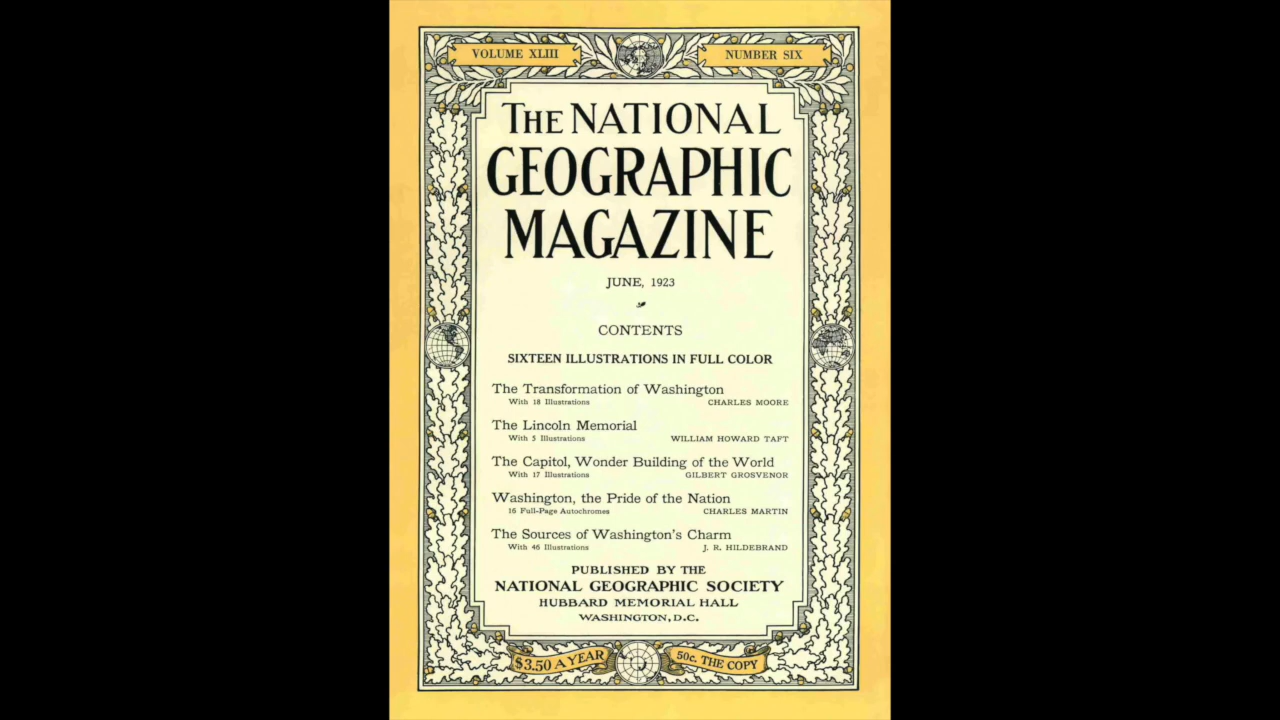 VOLUME XLIII
NUMBER SIX
THE NATIONAL
GEOGRAPHIC
MAGAZINE
JUNE, 1923
CONTENTS
SIXTEEN ILLUSTRATIONS IN FULL COLOR
The Transformation of Washington
With 18 Illustrations CHARLES MOORE
The Lincoln Memorial
With 5 Illustrations WILLIAM HOWARD TAFT
The Capitol, Wonder Building of the World
With 17 Illustrations GILBERT GROSVENOR
Washington, the Pride of the Nation
16 Full-Page Autochromes CHARLES MARTIN
The Sources of Washington's Charm
With 46 Illustrations J. R. HILDEBRAND
PUBLISHED BY THE
NATIONAL GEOGRAPHIC SOCIETY
HUBBARD MEMORIAL HALL
WASHINGTON, D.C.
$3.50 A YEAR
50c. THE COPY